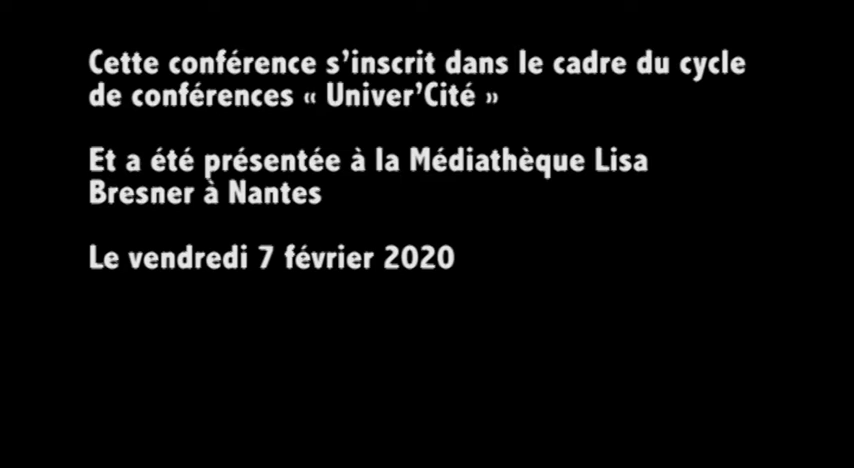 Cette conférence s'inscrit dans le cadre du cycle
de conférences « Univer'Cité »
Et a été présentée à la Médiathèque Lisa
Bresner à Nantes
Le vendredi 7 février 2020